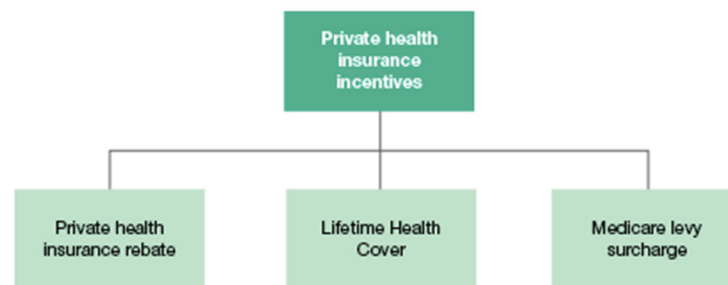 Private health
insurance
incentives
Private health
insurance rebate
Lifetime Health
Cover
Medicare levy
surcharge